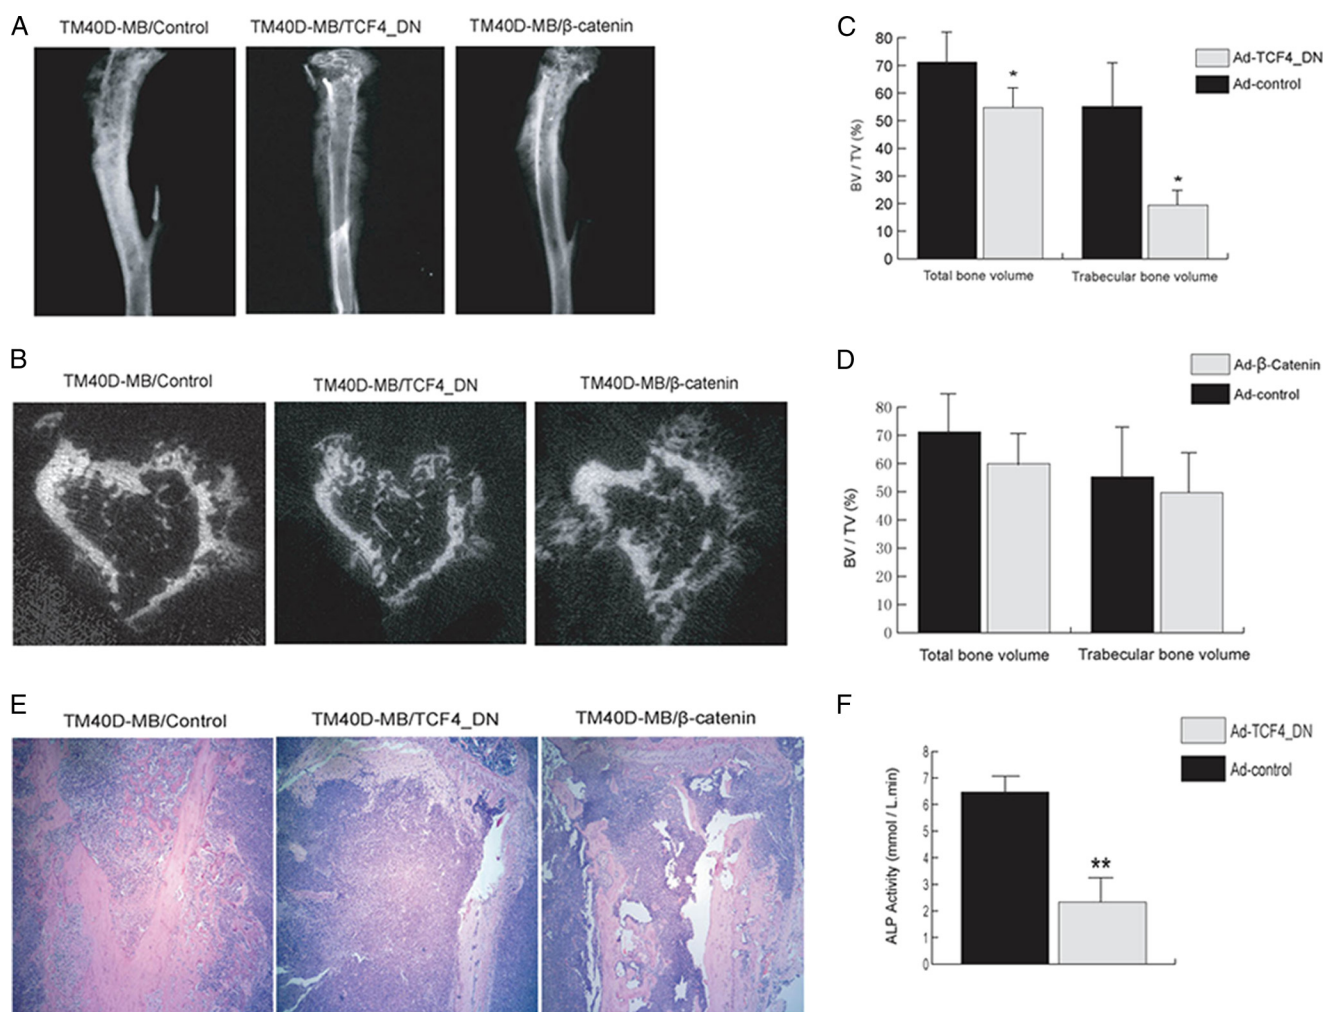 A
TM40D-MB/Control
TM40D-MB/TCF4_DN
TM40D-MB/β-catenin
B
TM40D-MB/Control
TM40D-MB/TCF4_DN
TM40D-MB/β-catenin
E
TM40D-MB/Control
TM40D-MB/TCF4_DN
TM40D-MB/β-catenin
C
80
70
60
50
40
30
20
10
0
BV / TV (%)
*
*
Total bone volume
Trabecular bone volume
Ad-TCF4_DN
Ad-control
D
80
70
60
50
40
30
20
10
0
BV / TV (%)
Total bone volume
Trabecular bone volume
Ad-β-Catenin
Ad-control
F
8
7
6
5
4
3
2
1
0
ALP Activity (mmol / L.min)
**
Ad-TCF4_DN
Ad-control